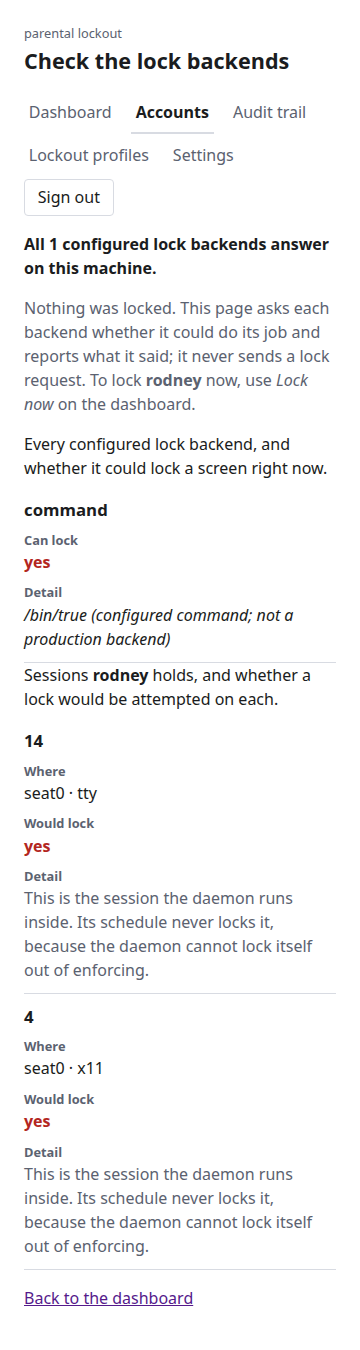 parental lockout
Check the lock backends
Dashboard Accounts Audit trail
Lockout profiles Settings
Sign out
All 1 configured lock backends answer
on this machine.
Nothing was locked. This page asks each
backend whether it could do its job and
reports what it said; it never sends a lock
request. To lock rodney now, use Lock
now on the dashboard.
Every configured lock backend, and
whether it could lock a screen right now.
command
Can lock
yes
Detail
/bin/true (configured command; not a
production backend)
Sessions rodney holds, and whether a
lock would be attempted on each.
14
Where
seat0 · tty
Would lock
yes
Detail
This is the session the daemon runs
inside. Its schedule never locks it,
because the daemon cannot lock itself
out of enforcing.
4
Where
seat0 · x11
Would lock
yes
Detail
This is the session the daemon runs
inside. Its schedule never locks it,
because the daemon cannot lock itself
out of enforcing.
Back to the dashboard